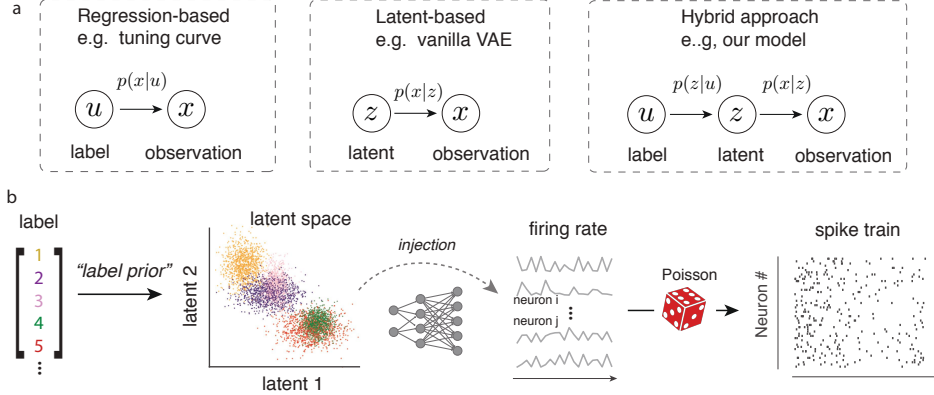 a
Regression-based
e.g. tuning curve
p(x|u)
u
x
label
observation
Latent-based
e.g. vanilla VAE
p(x|z)
z
x
latent
observation
Hybrid approach
e..g, our model
p(z|u)
p(x|z)
u
z
x
label
latent
observation
b
label
1
2
3
4
5
...
“label prior”
latent space
latent 2
latent 1
injection
firing rate
neuron i
...
neuron j
Poisson
spike train
Neuron #